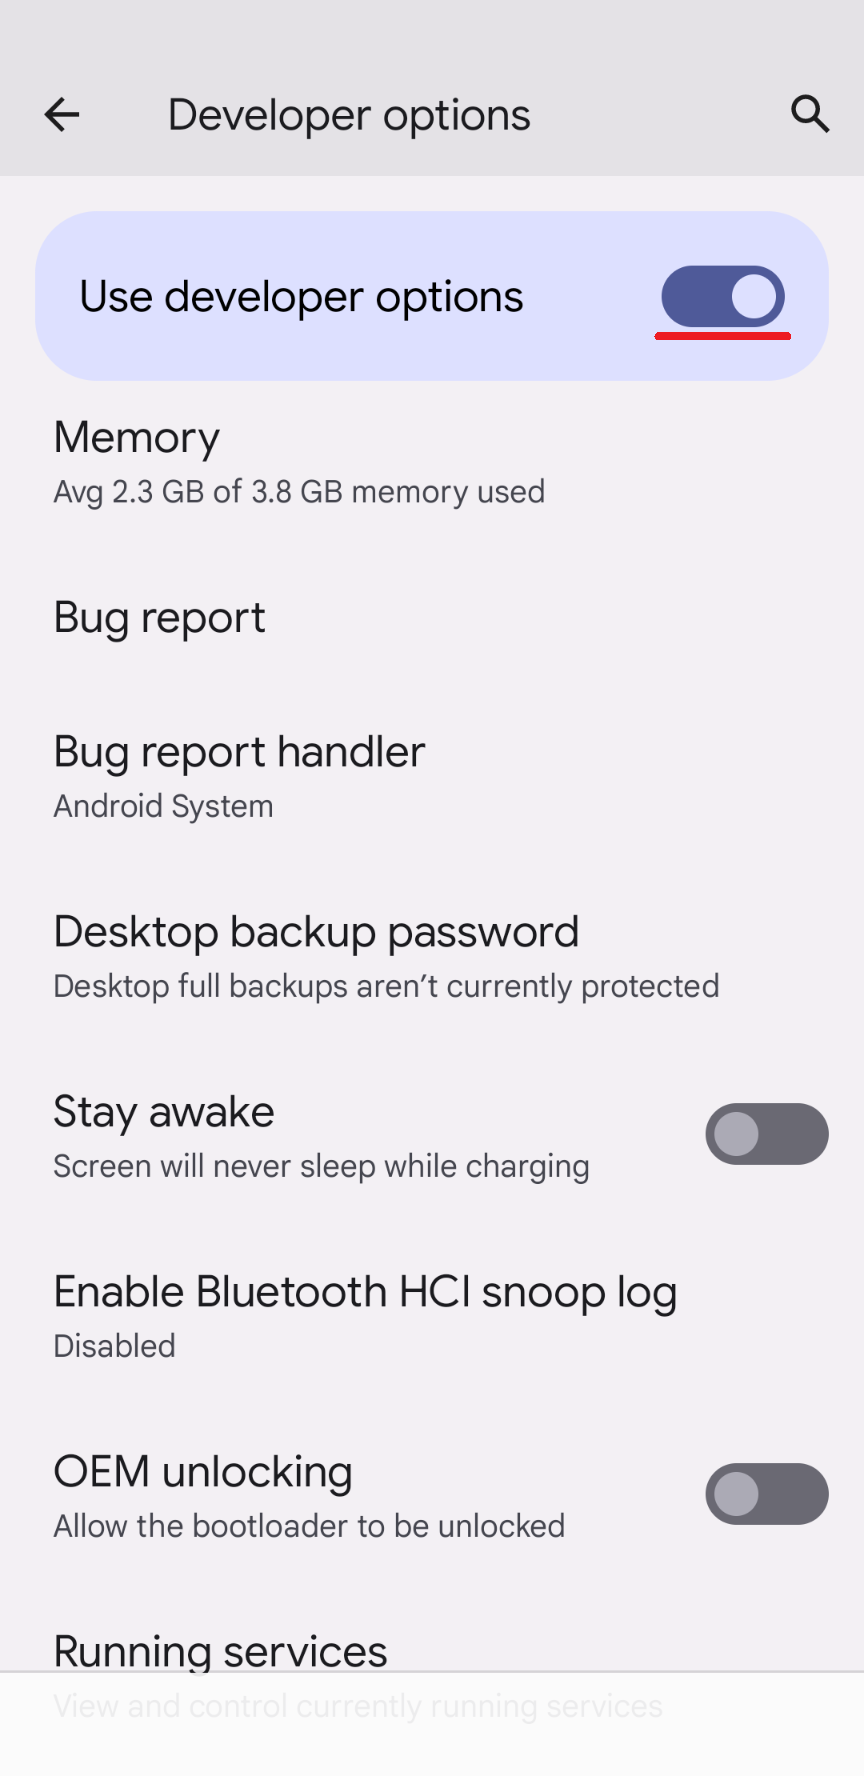 Developer options
Use developer options
Memory
Avg 2.3 GB of 3.8 GB memory used
Bug report
Bug report handler
Android System
Desktop backup password
Desktop full backups aren’t currently protected
Stay awake
Screen will never sleep while charging
Enable Bluetooth HCI snoop log
Disabled
OEM unlocking
Allow the bootloader to be unlocked
Running services
View and control currently running services